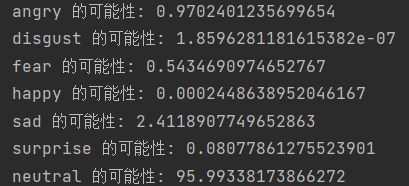 angry 的可能性: 0.9702401235699654
disgust 的可能性: 1.8596281181615382e-07
fear 的可能性: 0.5434690974652767
happy 的可能性: 0.0002448638952046167
sad 的可能性: 2.4118907749652863
surprise 的可能性: 0.08077861275523901
neutral 的可能性: 95.99338173866272